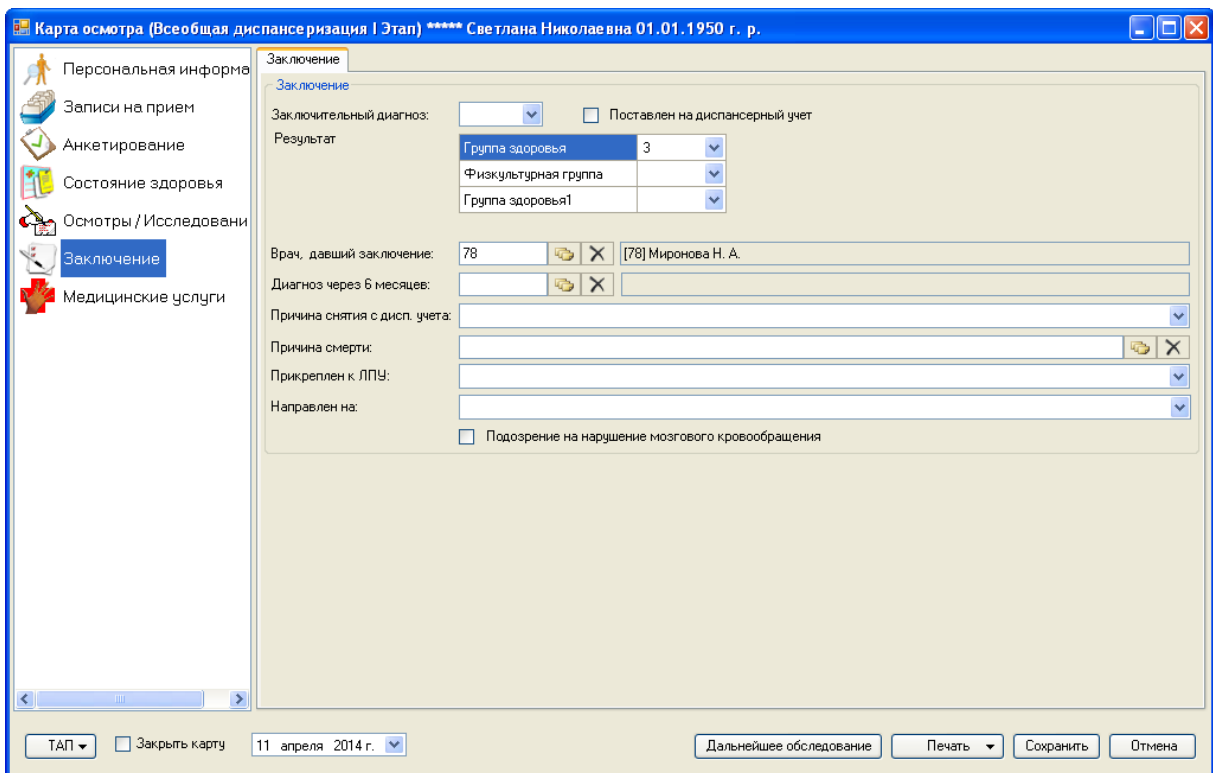 Карта осмотра (Всеобщая диспансеризация I Этап) ***** Светлана Николаевна 01.01.1950 г. р.
Персональная информа
Записи на прием
Анкетирование
Состояние здоровья
Осмотры / Исследовани
Заключение
Медицинские услуги
Заключение
Заключение
Заключительный диагноз:
Поставлен на диспансерный учет
Результат
Группа здоровья 3
Физкультурная группа
Группа здоровья1
Врач, давший заключение: 78 [78] Миронова Н. А.
Диагноз через 6 месяцев:
Причина снятия с дисп. учета:
Причина смерти:
Прикреплен к ЛПУ:
Направлен на:
Подозрение на нарушение мозгового кровообращения
ТАП Закрыть карту 11 апреля 2014 г. Дальнейшее обследование Печать Сохранить Отмена